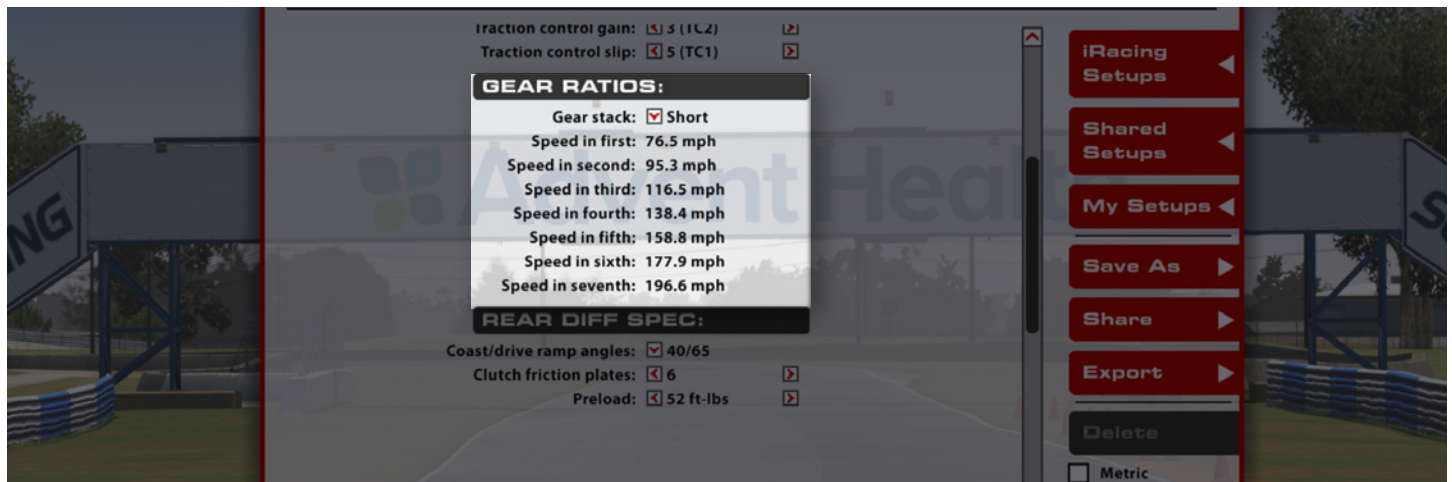 Traction control gain: 3 (TC2)
Traction control slip: 5 (TC1)
GEAR RATIOS:
Gear stack: Short
Speed in first: 76.5 mph
Speed in second: 95.3 mph
Speed in third: 116.5 mph
Speed in fourth: 138.4 mph
Speed in fifth: 158.8 mph
Speed in sixth: 177.9 mph
Speed in seventh: 196.6 mph
REAR DIFF SPEC:
Coast/drive ramp angles: 40/65
Clutch friction plates: 6
Preload: 52 ft-lbs
iRacing
Setups
Shared
Setups
My Setups
Save As
Share
Export
Delete
Metric
AdventHealth
NG